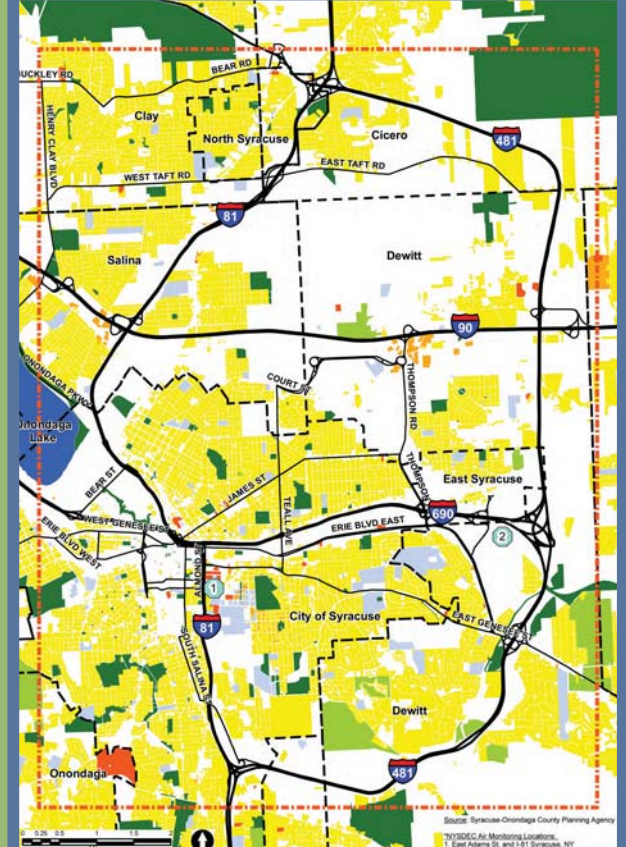 BUCKLEY RD
BEAR RD
HENRY CLAY BLVD
Clay
North Syracuse
Cicero
481
WEST TAFT RD
EAST TAFT RD
81
Salina
Dewitt
90
ONONDAGA PKWY
COURT ST
THOMPSON RD
Onondaga
Lake
BEAR ST
JAMES ST
TEALL AVE
THOMPSON
East Syracuse
690
WEST GENESEE ST
ERIE BLVD WEST
ERIE BLVD EAST
2
ALMOND ST
1
81
City of Syracuse
EAST GENESEE ST
SOUTH SALINA ST
Dewitt
481
Onondaga
0 0.25 0.5 1 1.5 2
Source: Syracuse-Onondaga County Planning Agency
*NYSDEC Air Monitoring Locations:
1. East Adams St. and I-81 Syracuse, NY